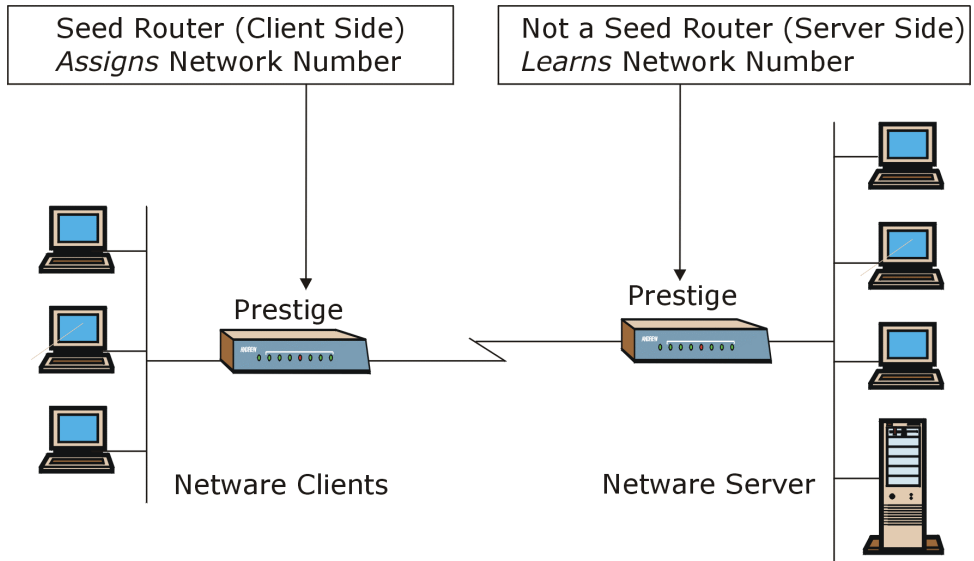 Seed Router (Client Side)
Assigns Network Number
Not a Seed Router (Server Side)
Learns Network Number
Prestige
Prestige
Netware Clients
Netware Server